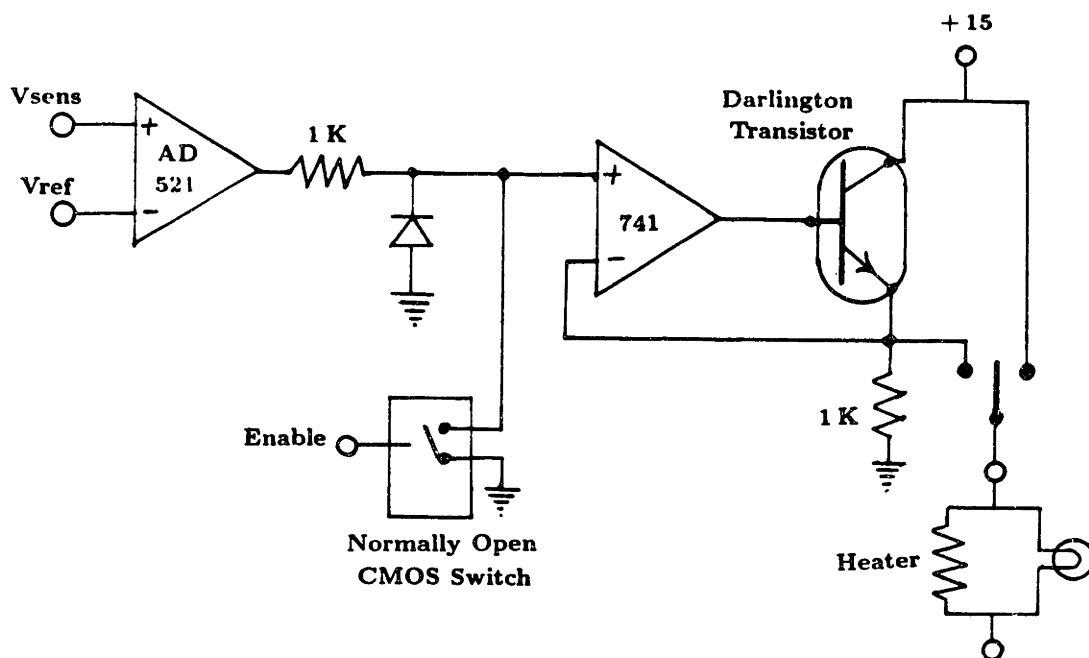 + 15
Vsens
Darlington
Transistor
1 K
+
AD
521
Vref
-
+
741
-
1 K
Enable
Normally Open
CMOS Switch
Heater